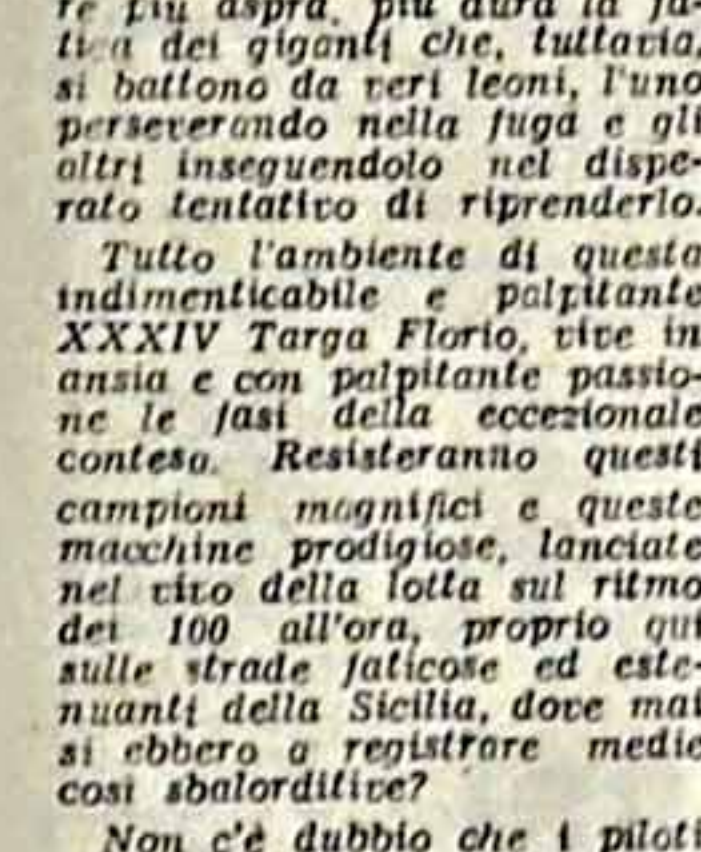 re più aspra, più dura la fa-
tica dei giganti che, tuttavia,
si battono da veri leoni, l'uno
perseverando nella fuga e gli
altri inseguendolo nel dispe-
rato tentativo di riprenderlo.
Tutto l'ambiente di questa
indimenticabile e palpitante
XXXIV Targa Florio, vive in
ansia e con palpitante passio-
ne le fasi della eccezionale
contesa. Resisteranno questi
campioni magnifici e queste
macchine prodigiose, lanciate
nel vivo della lotta sul ritmo
dei 100 all'ora, proprio qui
sulle strade faticose ed este-
nuanti della Sicilia, dove mai
si ebbero a registrare medie
così sbalorditive?
Non c'è dubbio che i piloti